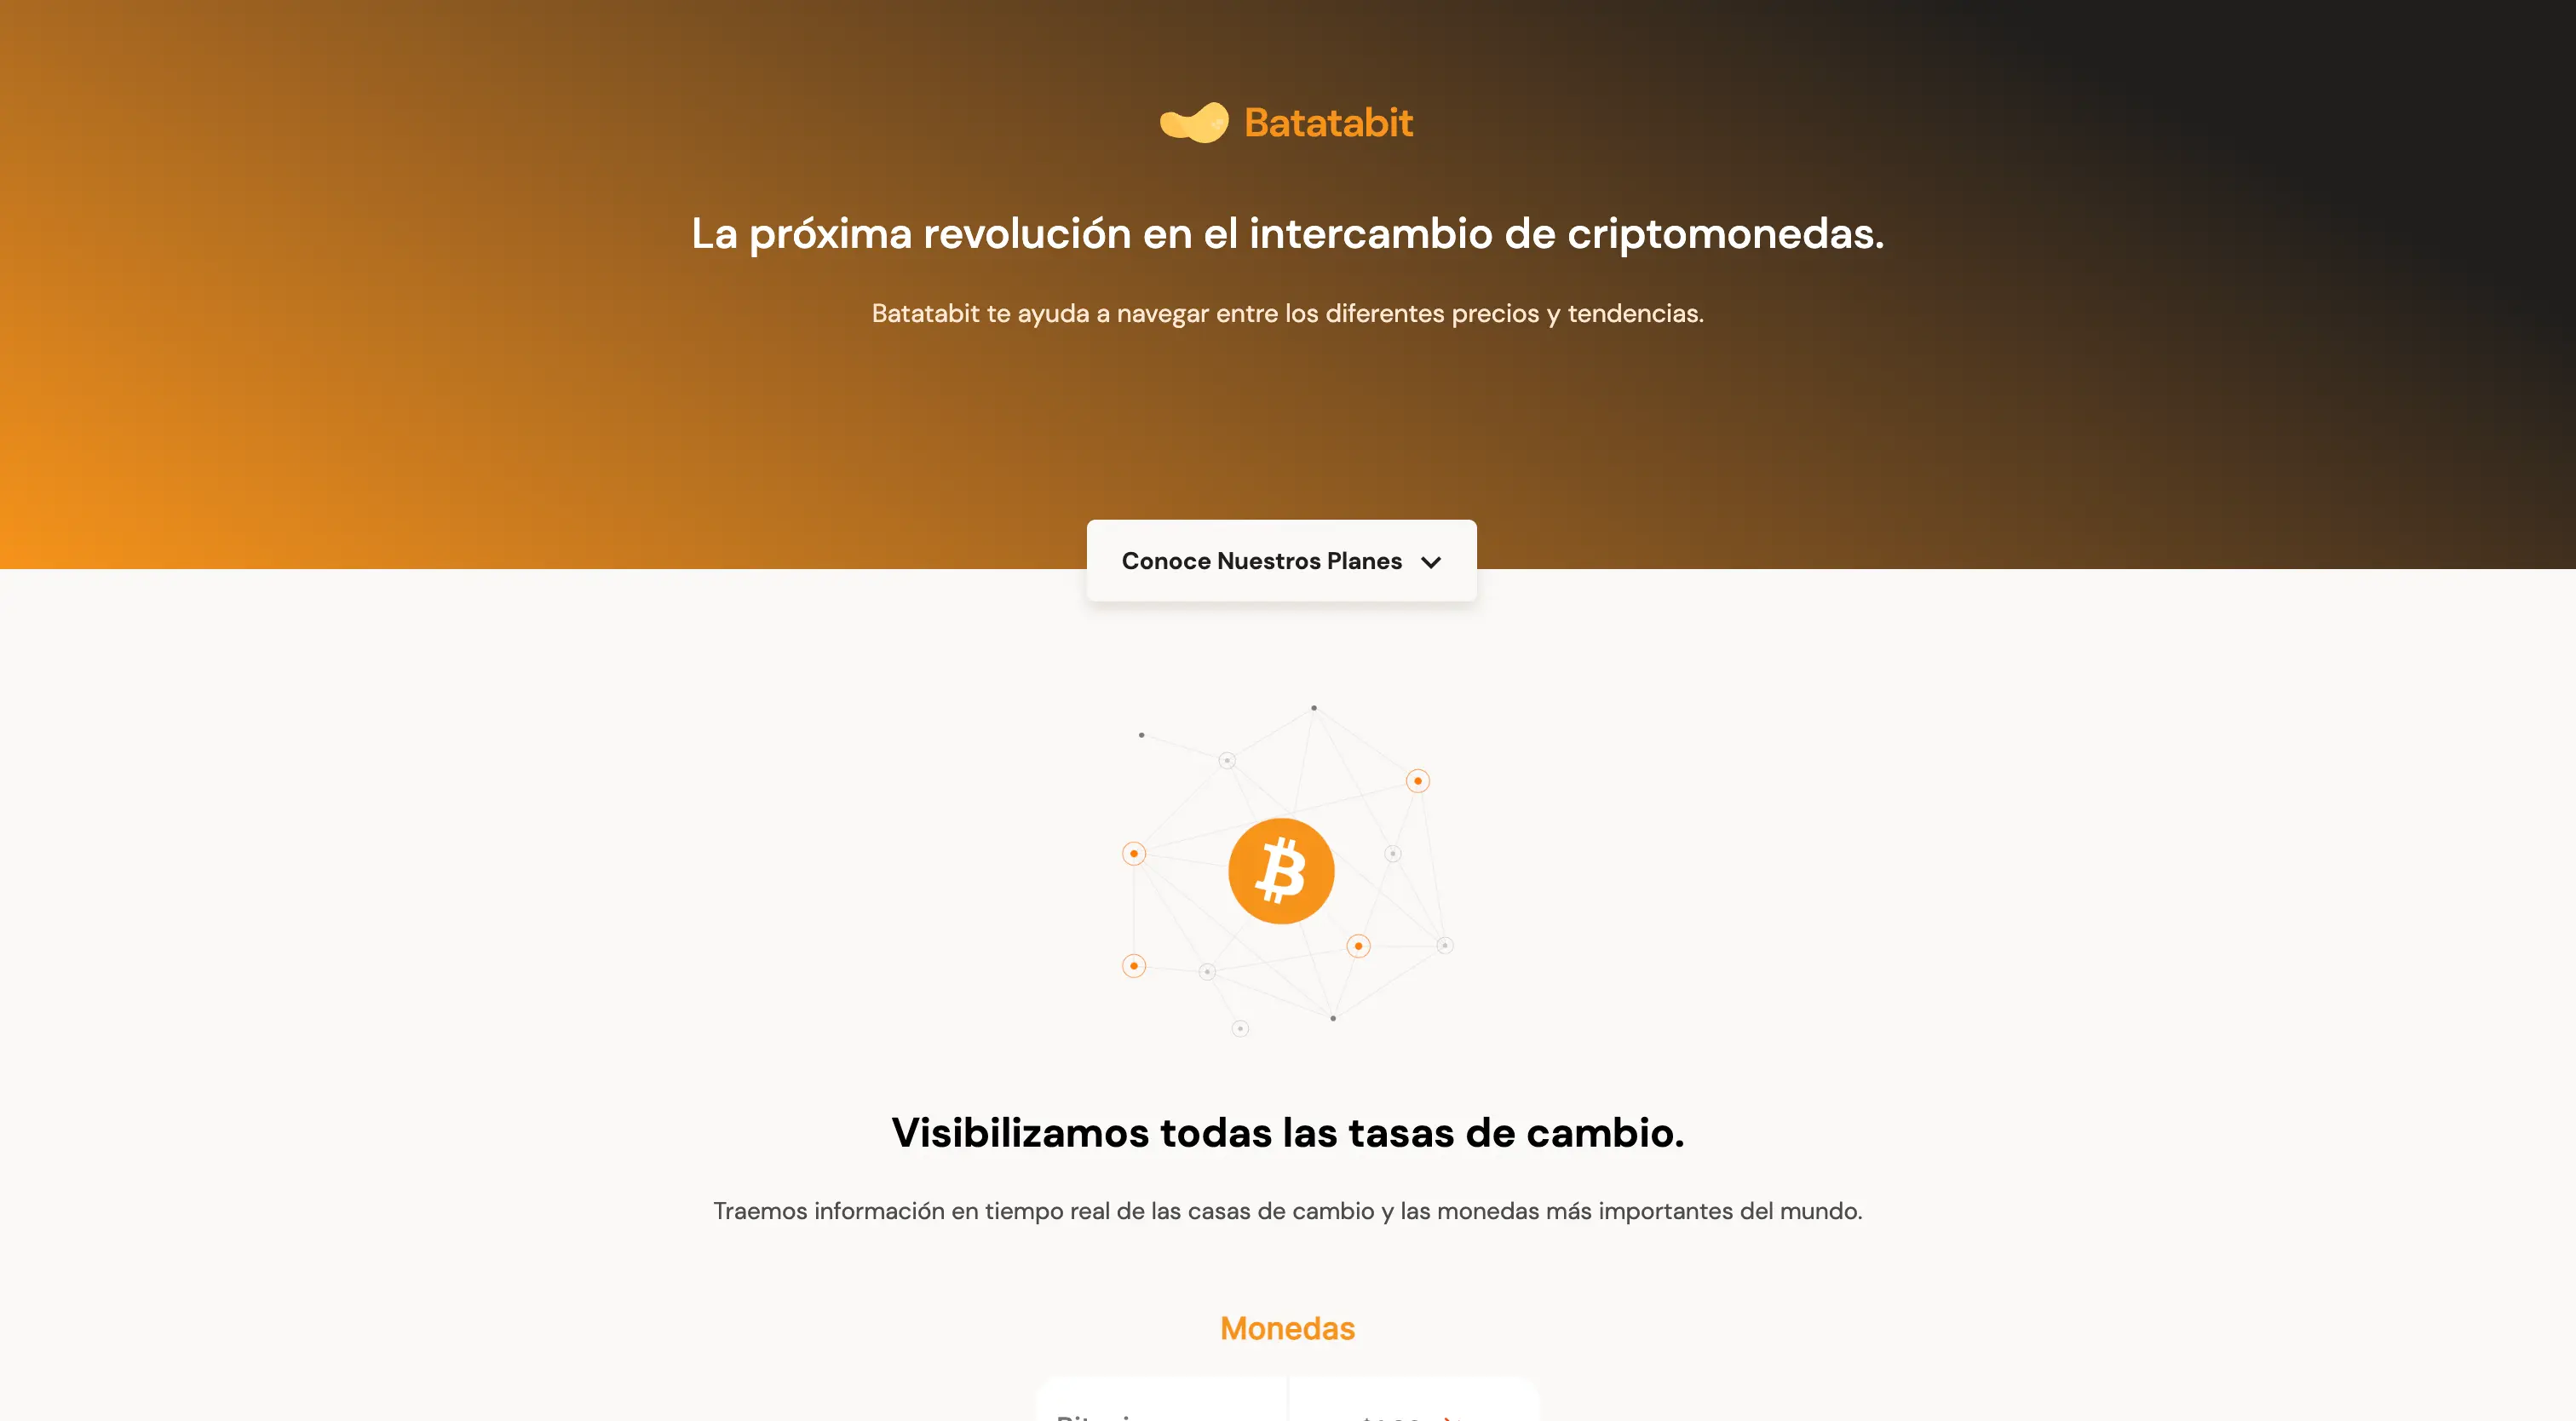 Batatabit
La próxima revolución en el intercambio de criptomonedas.
Batatabit te ayuda a navegar entre los diferentes precios y tendencias.
Conoce Nuestros Planes
Visibilizamos todas las tasas de cambio.
Traemos información en tiempo real de las casas de cambio y las monedas más importantes del mundo.
Monedas